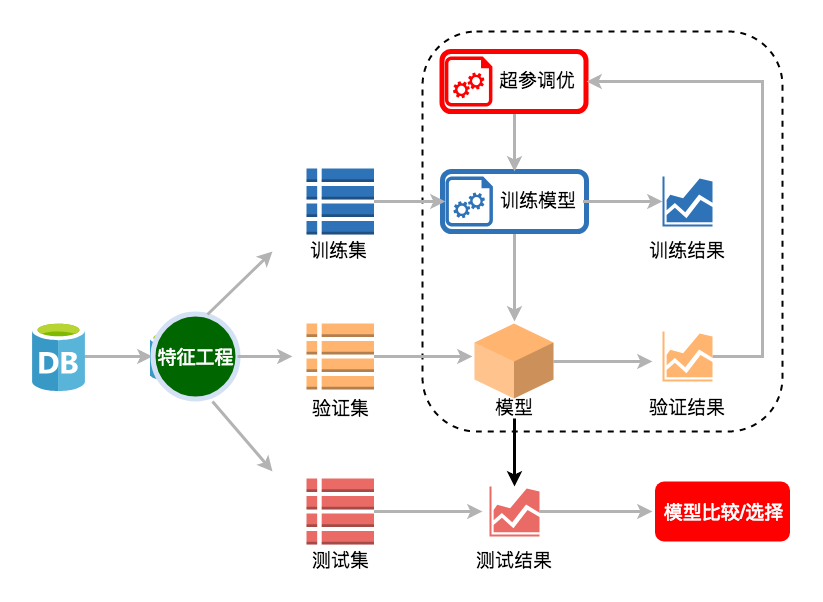 超参调优
训练模型
训练集
训练结果
DB
特征工程
验证集
模型
验证结果
模型比较/选择
测试集
测试结果